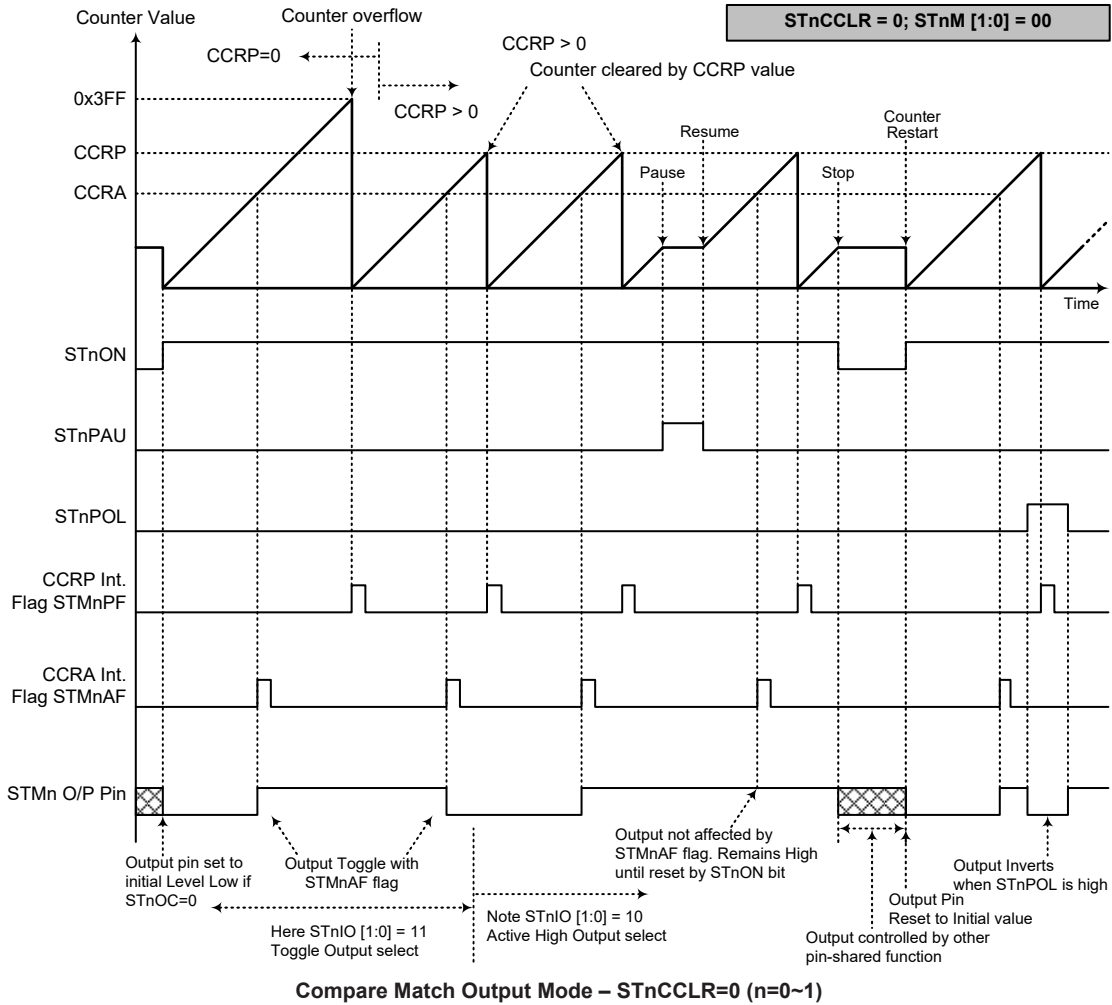 Counter Value
Counter overflow
STnCCLR = 0; STnM [1:0] = 00
CCRP=0
CCRP > 0
CCRP > 0
Counter cleared by CCRP value
0x3FF
CCRP
CCRA
Pause
Resume
Stop
Counter
Restart
Time
STnON
STnPAU
STnPOL
CCRP Int.
Flag STMnPF
CCRA Int.
Flag STMnAF
STMn O/P Pin
Output pin set to
initial Level Low if
STnOC=0
Output Toggle with
STMnAF flag
Here STnIO [1:0] = 11
Toggle Output select
Note STnIO [1:0] = 10
Active High Output select
Output not affected by
STMnAF flag. Remains High
until reset by STnON bit
Output controlled by other
pin-shared function
Output Pin
Reset to Initial value
Output Inverts
when STnPOL is high
Compare Match Output Mode – STnCCLR=0 (n=0~1)